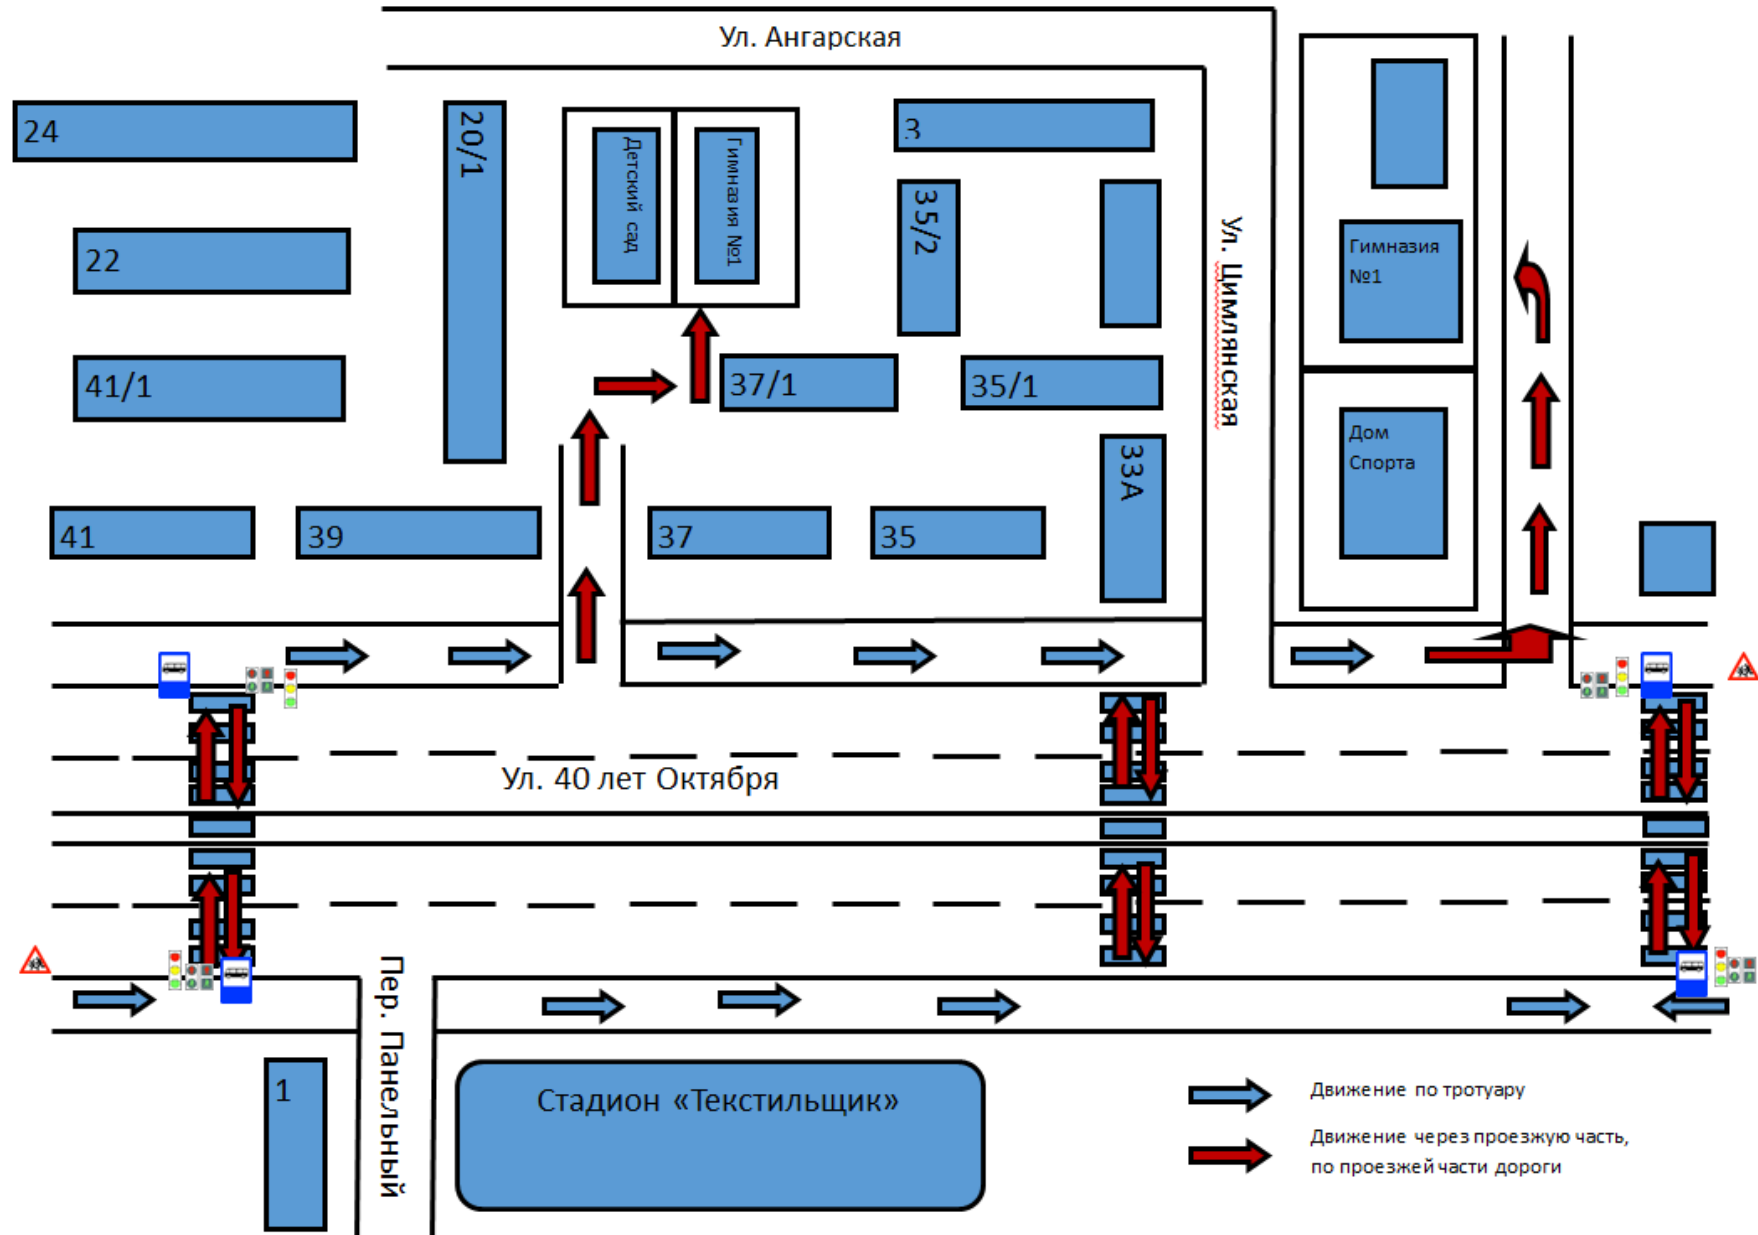 Ул. Ангарская
24
20/1
Детский сад
Гимназия №1
3
35/2
22
Ул. Цимлянская
Гимназия
№1
41/1
37/1
35/1
Дом
Спорта
33А
41
39
37
35
Ул. 40 лет Октября
Пер. Панельный
1
Стадион «Текстильщик»
Движение по тротуару
Движение через проезжую часть,
по проезжей части дороги